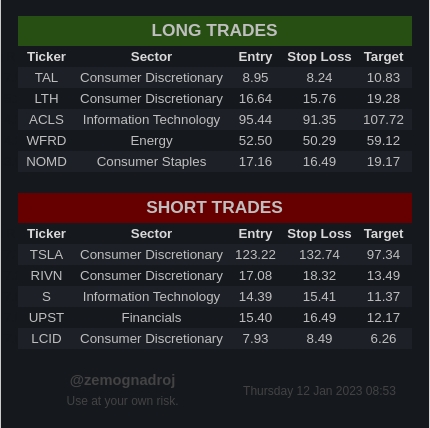 LONG TRADES
Ticker Sector Entry Stop Loss Target
TAL Consumer Discretionary 8.95 8.24 10.83
LTH Consumer Discretionary 16.64 15.76 19.28
ACLS Information Technology 95.44 91.35 107.72
WFRD Energy 52.50 50.29 59.12
NOMD Consumer Staples 17.16 16.49 19.17
SHORT TRADES
Ticker Sector Entry Stop Loss Target
TSLA Consumer Discretionary 123.22 132.74 97.34
RIVN Consumer Discretionary 17.08 18.32 13.49
S Information Technology 14.39 15.41 11.37
UPST Financials 15.40 16.49 12.17
LCID Consumer Discretionary 7.93 8.49 6.26
@zemognadroj
Use at your own risk.
Thursday 12 Jan 2023 08:53